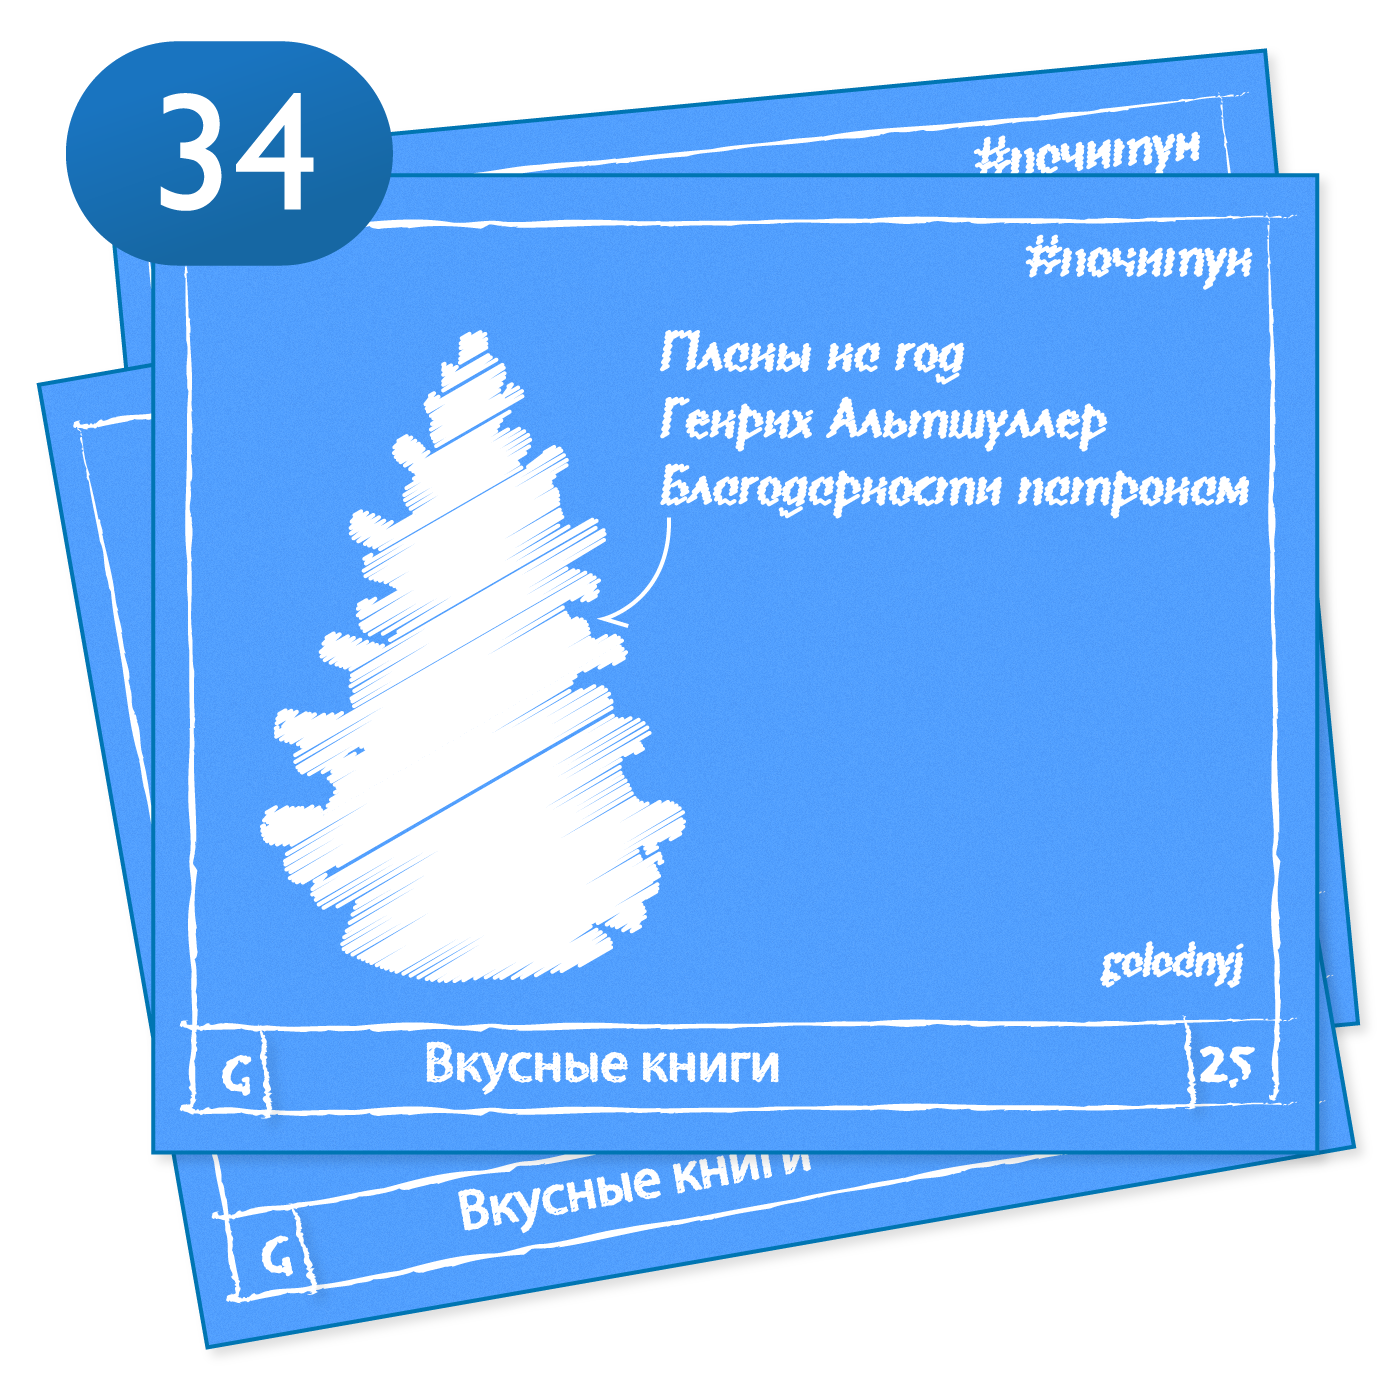 34
#почитун
#почитун
Планы на год
Генрих Альтшуллер
Благодарности патронам
golodnyj
G
Вкусные книги
25
Вкусные книги
G